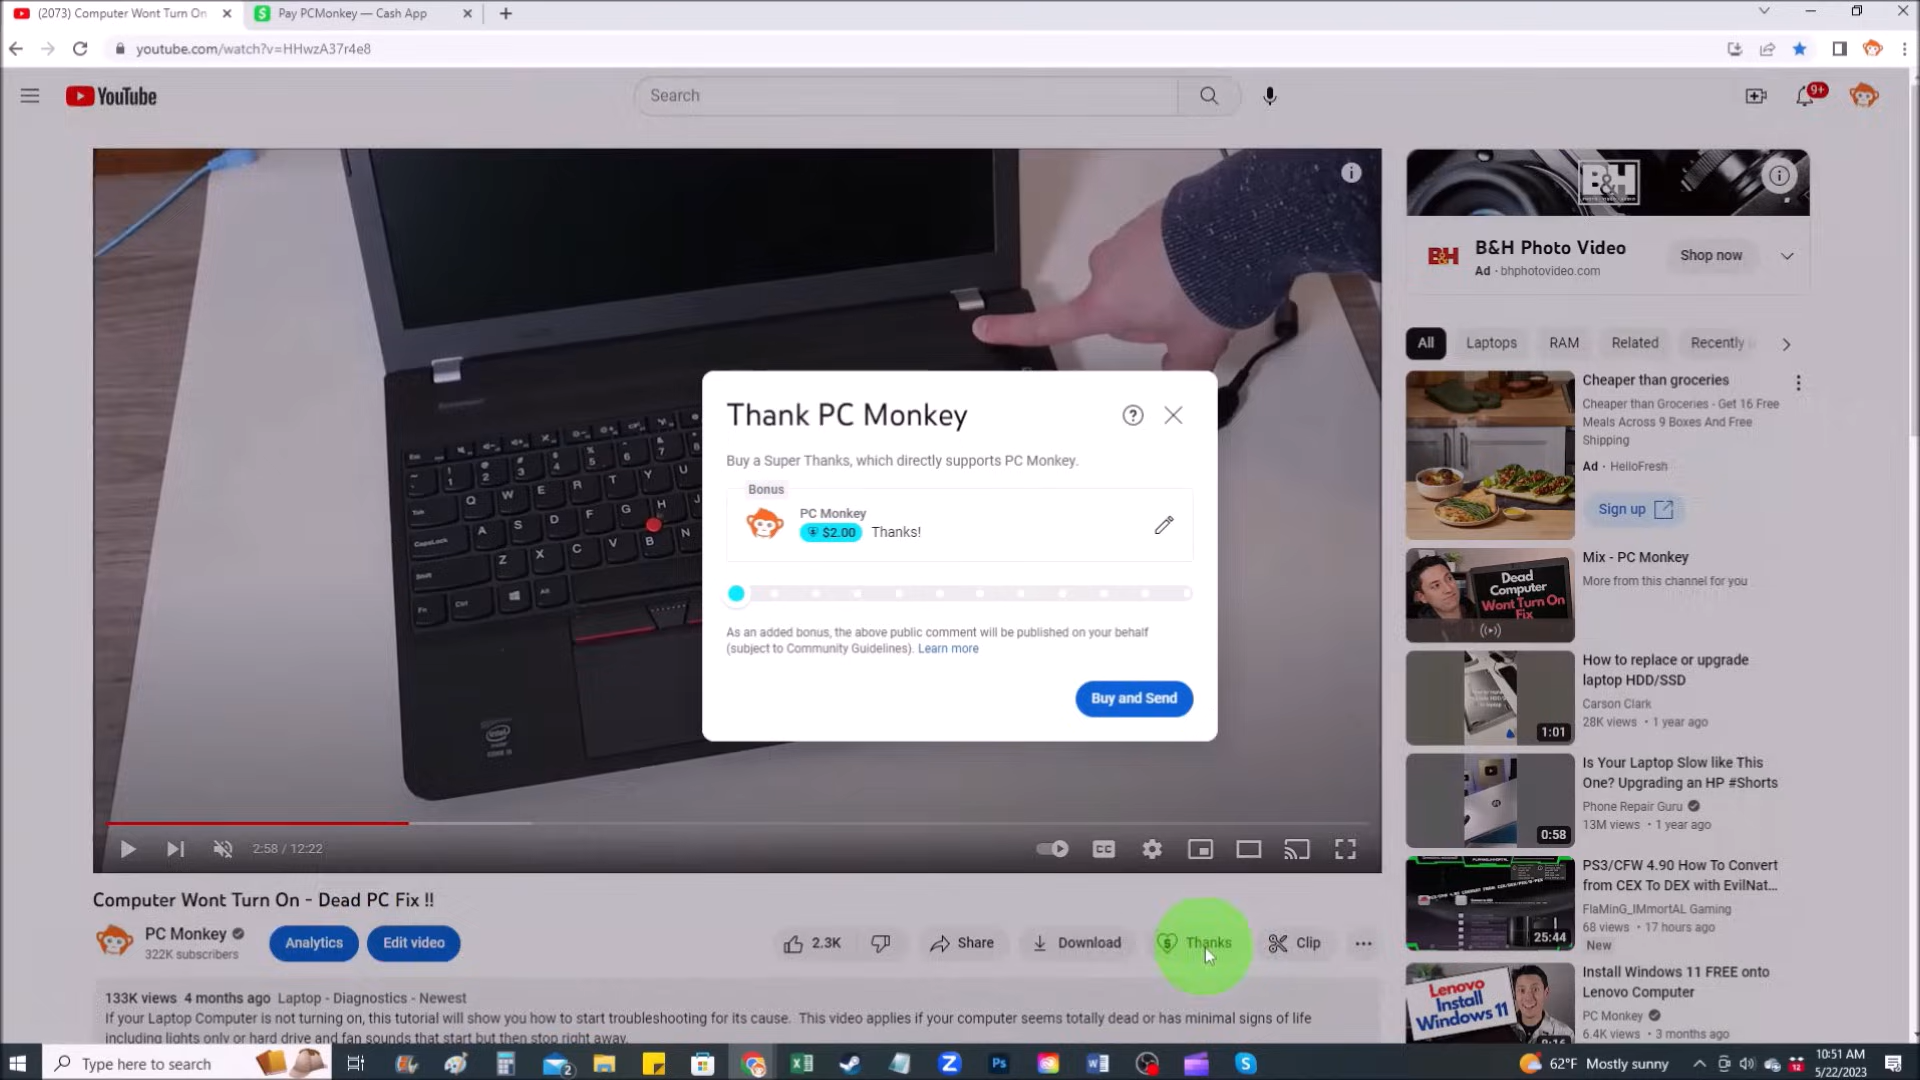 (2073) Computer Wont Turn On
Pay PCMonkey — Cash App
youtube.com/watch?v=HHwzA37r4e8
YouTube
Search
9+
B&H
B&H Photo Video
Ad · bhphotovideo.com
Shop now
All
Laptops
RAM
Related
Recently
Cheaper than groceries
Cheaper than Groceries - Get 16 Free
Meals Across 9 Boxes And Free
Shipping
Ad · HelloFresh
Sign up
Thank PC Monkey
Buy a Super Thanks, which directly supports PC Monkey.
Bonus
PC Monkey
$2.00 Thanks!
As an added bonus, the above public comment will be published on your behalf
(subject to Community Guidelines). Learn more
Buy and Send
Dead
Computer
Wont Turn On
Fix
Mix - PC Monkey
More from this channel for you
How to replace or upgrade
laptop HDD/SSD
Carson Clark
28K views • 1 year ago
1:01
Is Your Laptop Slow like This
One? Upgrading an HP #Shorts
Phone Repair Guru
13M views • 1 year ago
0:58
PS3/CFW 4.90 How To Convert
from CEX To DEX with EvilNat...
FlaMinG_IMmortAL Gaming
68 views • 17 hours ago
New
25:44
Lenovo
Install
Windows 11
Install Windows 11 FREE onto
Lenovo Computer
PC Monkey
6.4K views • 3 months ago
2:58 / 12:22
CC
Computer Wont Turn On - Dead PC Fix !!
PC Monkey
322K subscribers
Analytics
Edit video
2.3K
Share
Download
Thanks
Clip
133K views 4 months ago Laptop - Diagnostics - Newest
If your Laptop Computer is not turning on, this tutorial will show you how to start troubleshooting for its cause. This video applies if your computer seems totally dead or has minimal signs of life
including lights only or hard drive and fan sounds that start but then stop right away.
Type here to search
62°F Mostly sunny
10:51 AM
5/22/2023